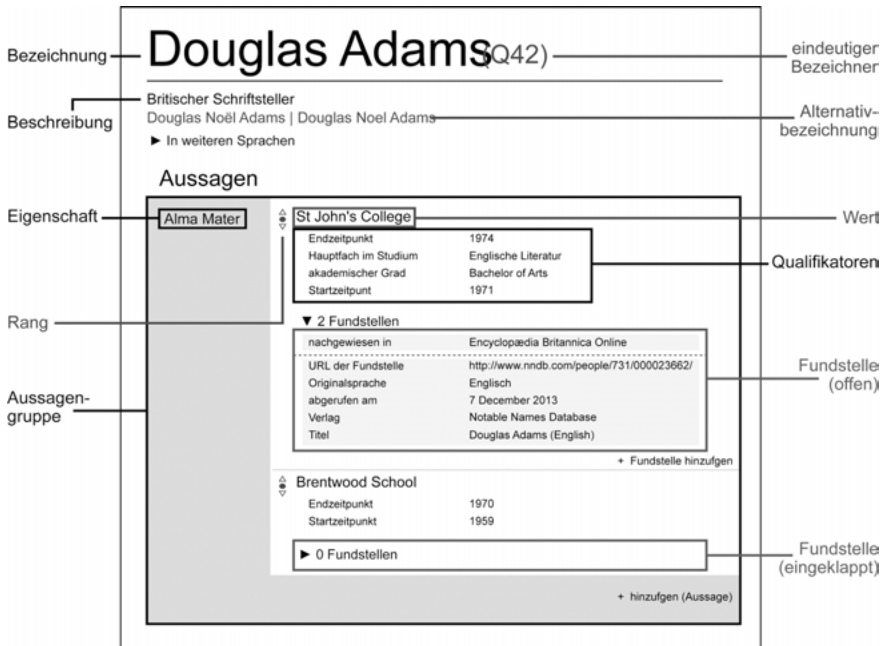 Bezeichnung
Douglas Adams (Q42)
eindeutiger
Bezeichner
Beschreibung
Britischer Schriftsteller
Douglas Noël Adams | Douglas Noel Adams
Alternativ-
bezeichnung
► In weiteren Sprachen
Aussagen
Eigenschaft
Alma Mater
St John's College
Wert
Endzeitpunkt 1974
Hauptfach im Studium Englische Literatur
akademischer Grad Bachelor of Arts
Startzeitpunt 1971
Qualifikatoren
Rang
▼ 2 Fundstellen
nachgewiesen in Encyclopædia Britannica Online
URL der Fundstelle http://www.nndb.com/people/731/000023662/
Originalsprache Englisch
abgerufen am 7 December 2013
Verlag Notable Names Database
Titel Douglas Adams (English)
Fundstelle
(offen)
Aussagen-
gruppe
+ Fundstelle hinzufgen
Brentwood School
Endzeitpunkt 1970
Startzeitpunkt 1959
► 0 Fundstellen
Fundstelle
(eingeklappt)
+ hinzufgen (Aussage)